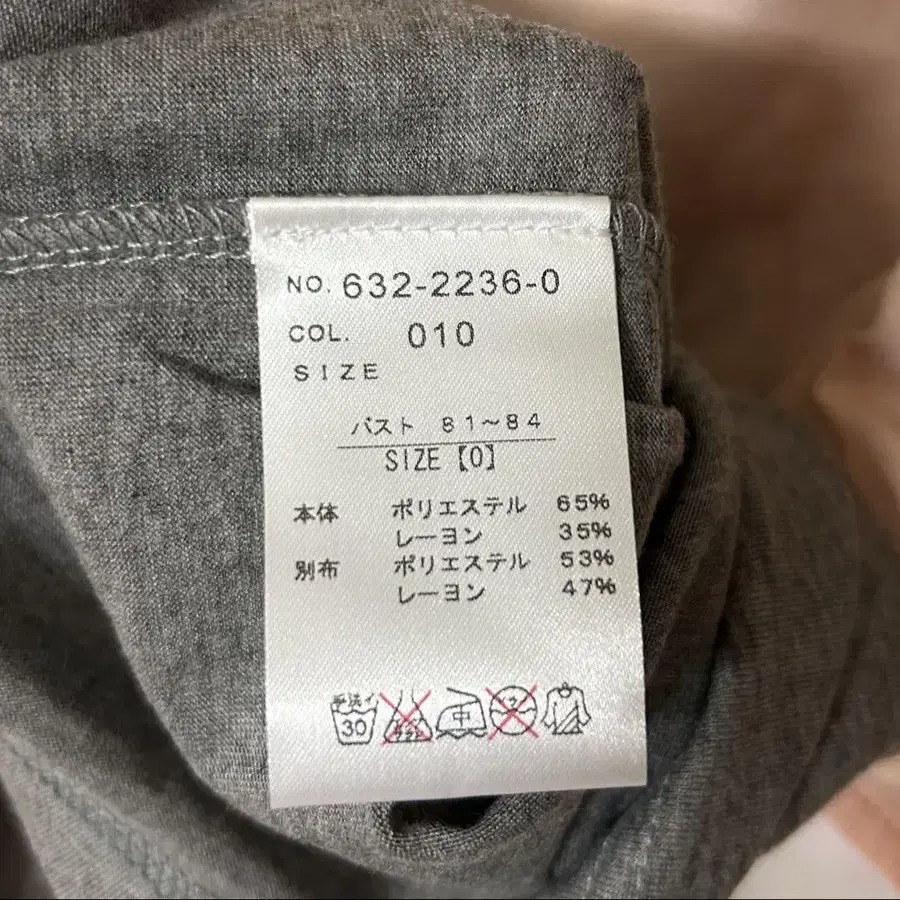 NO. 632-2236-0
COL. 010
SIZE
バスト 81〜84
SIZE【0】
本体 ポリエステル 65%
レーヨン 35%
別布 ポリエステル 53%
レーヨン 47%
手洗イ 30 中